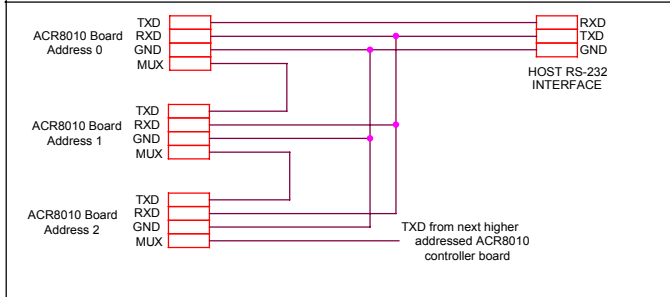 TXD
RXD
GND
MUX
ACR8010 Board
Address 0
RXD
TXD
GND
HOST RS-232
INTERFACE
TXD
RXD
GND
MUX
ACR8010 Board
Address 1
TXD
RXD
GND
MUX
ACR8010 Board
Address 2
TXD from next higher
addressed ACR8010
controller board